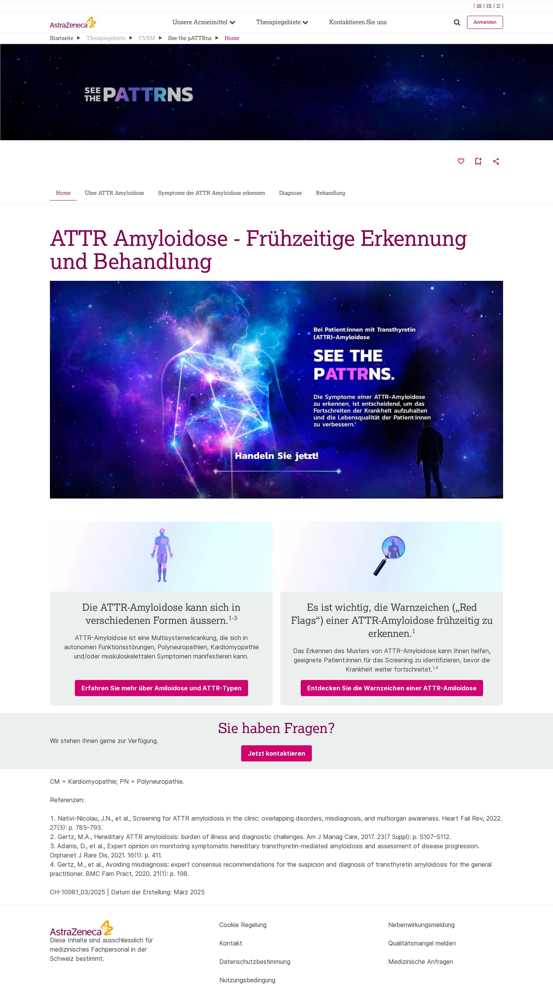 | DE | FR | IT |
AstraZeneca
Unsere Arzneimittel
Therapiegebiete
Kontaktieren Sie uns
Anmelden
Startseite
Therapiegebiete
CVRM
See the pATTRns
Home
SEE
THE PATTRNS
Home
Über ATTR Amyloidose
Symptome der ATTR Amyloidose erkennen
Diagnose
Behandlung
ATTR Amyloidose - Frühzeitige Erkennung
und Behandlung
Bei Patient:innen mit Transthyretin
(ATTR)-Amyloidose
SEE THE
PATTRNS.
Die Symptome einer ATTR-Amyloidose
zu erkennen, ist entscheidend, um das
Fortschreiten der Krankheit aufzuhalten
und die Lebensqualität der Patient:innen
zu verbessern.¹
Handeln Sie jetzt!
Die ATTR-Amyloidose kann sich in
verschiedenen Formen äussern.¹⁻³
ATTR-Amyloidose ist eine Multisystemerkrankung, die sich in
autonomen Funktionsstörungen, Polyneuropathien, Kardiomyopathie
und/oder muskuloskelettalen Symptomen manifestieren kann.
Erfahren Sie mehr über Amiloidose und ATTR-Typen
Es ist wichtig, die Warnzeichen („Red
Flags“) einer ATTR-Amyloidose frühzeitig zu
erkennen.¹
Das Erkennen des Musters von ATTR-Amyloidose kann Ihnen helfen,
geeignete Patient:innen für das Screening zu identifizieren, bevor die
Krankheit weiter fortschreitet.¹,⁴
Entdecken Sie die Warnzeichen einer ATTR-Amiloidose
Sie haben Fragen?
Wir stehen Ihnen gerne zur Verfügung.
Jetzt kontaktieren
CM = Kardiomyopathie; PN = Polyneuropathie.
Referenzen:
1. Nativi-Nicolau, J.N., et al., Screening for ATTR amyloidosis in the clinic: overlapping disorders, misdiagnosis, and multiorgan awareness. Heart Fail Rev, 2022.
27(3): p. 785–793.
2. Gertz, M.A., Hereditary ATTR amyloidosis: burden of illness and diagnostic challenges. Am J Manag Care, 2017. 23(7 Suppl): p. S107–S112.
3. Adams, D., et al., Expert opinion on monitoring symptomatic hereditary transthyretin-mediated amyloidosis and assessment of disease progression.
Orphanet J Rare Dis, 2021. 16(1): p. 411.
4. Gertz, M., et al., Avoiding misdiagnosis: expert consensus recommendations for the suspicion and diagnosis of transthyretin amyloidosis for the general
practitioner. BMC Fam Pract, 2020. 21(1): p. 198.
CH-10981_03/2025 | Datum der Erstellung: März 2025
AstraZeneca
Diese Inhalte sind ausschliesslich für
medizinisches Fachpersonal in der
Schweiz bestimmt.
Cookie Regelung
Kontakt
Datenschutzbestimmung
Nutzungsbedingung
Nebenwirkungsmeldung
Qualitätsmangel melden
Medizinische Anfragen